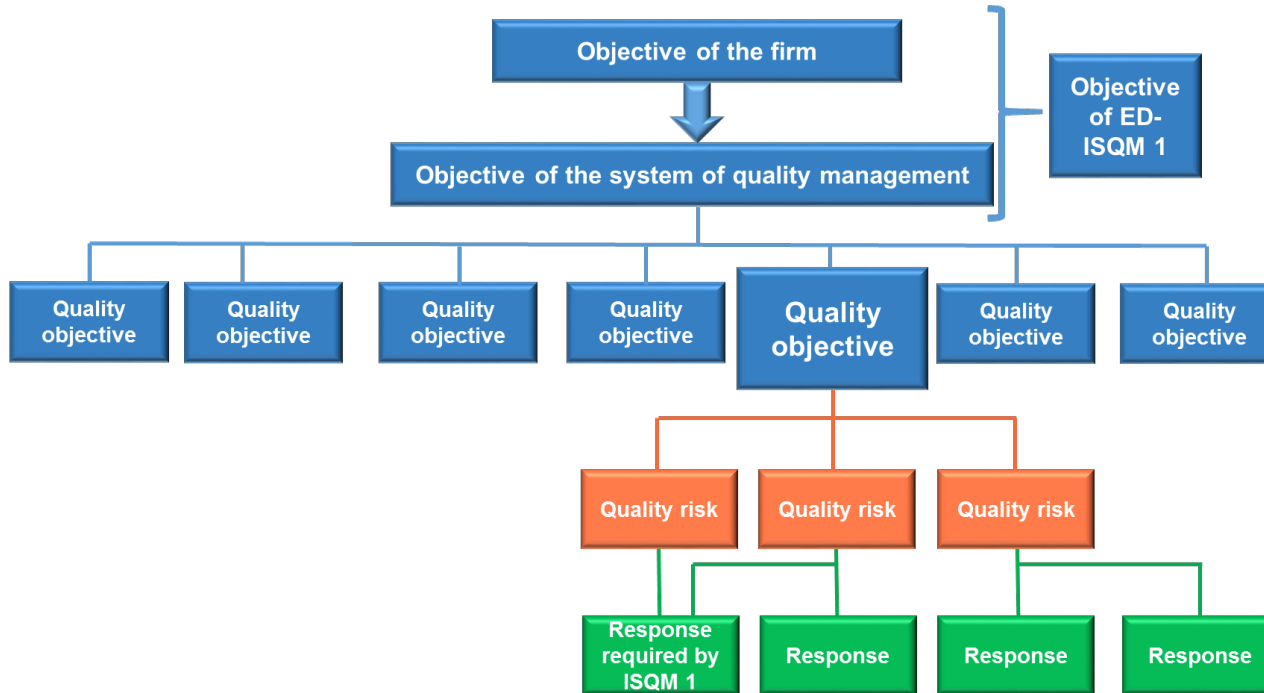 Objective of the firm
Objective
of ED-
ISQM 1
Objective of the system of quality management
Quality
objective
Quality
objective
Quality
objective
Quality
objective
Quality
objective
Quality
objective
Quality
objective
Quality risk
Quality risk
Quality risk
Response
required by
ISQM 1
Response
Response
Response